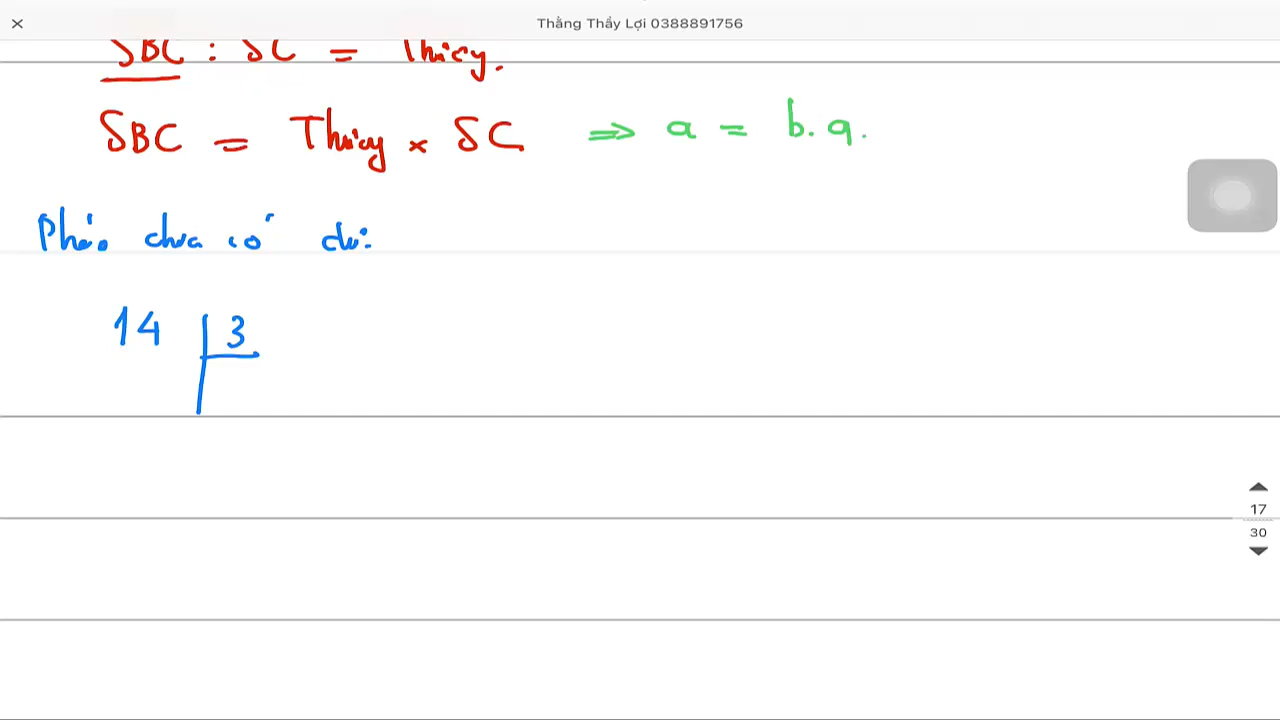 Thắng Thầy Lợi 0388891756
SBC : SC = Thương.
SBC = Thương × SC ⇒ a = b.q.
Phép chia có dư:
14 | 3
17
30